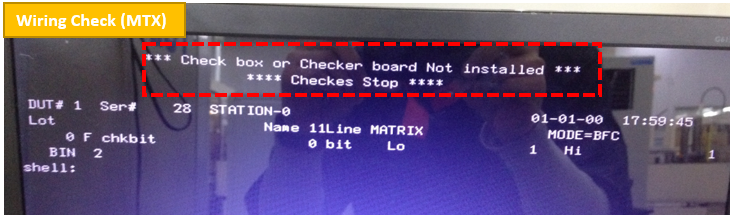 Wiring Check (MTX)
*** Check box or Checker board Not installed ***
**** Checkes Stop ****
DUT# 1 Ser# 28 STATION-0 01-01-00 17:59:45
Lot Name 11Line MATRIX MODE=BFC
0 F chkbit 0 bit Lo 1 Hi 1
BIN 2
shell: